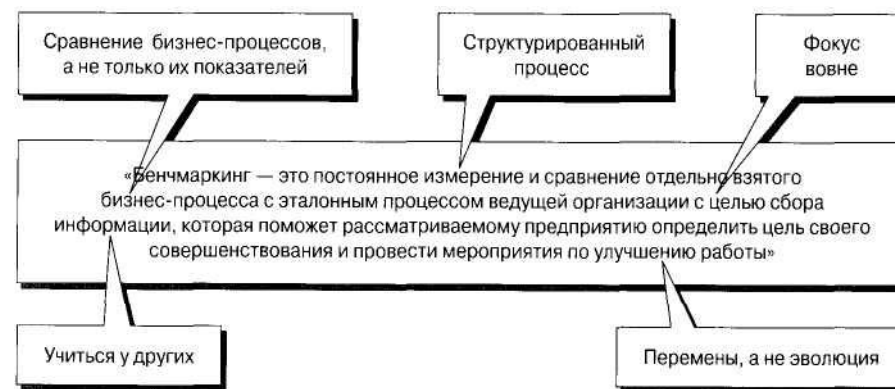 Сравнение бизнес-процессов,
а не только их показателей
Структурированный
процесс
Фокус
вовне
«Бенчмаркинг — это постоянное измерение и сравнение отдельно взятого
бизнес-процесса с эталонным процессом ведущей организации с целью сбора
информации, которая поможет рассматриваемому предприятию определить цель своего
совершенствования и провести мероприятия по улучшению работы»
Учиться у других
Перемены, а не эволюция